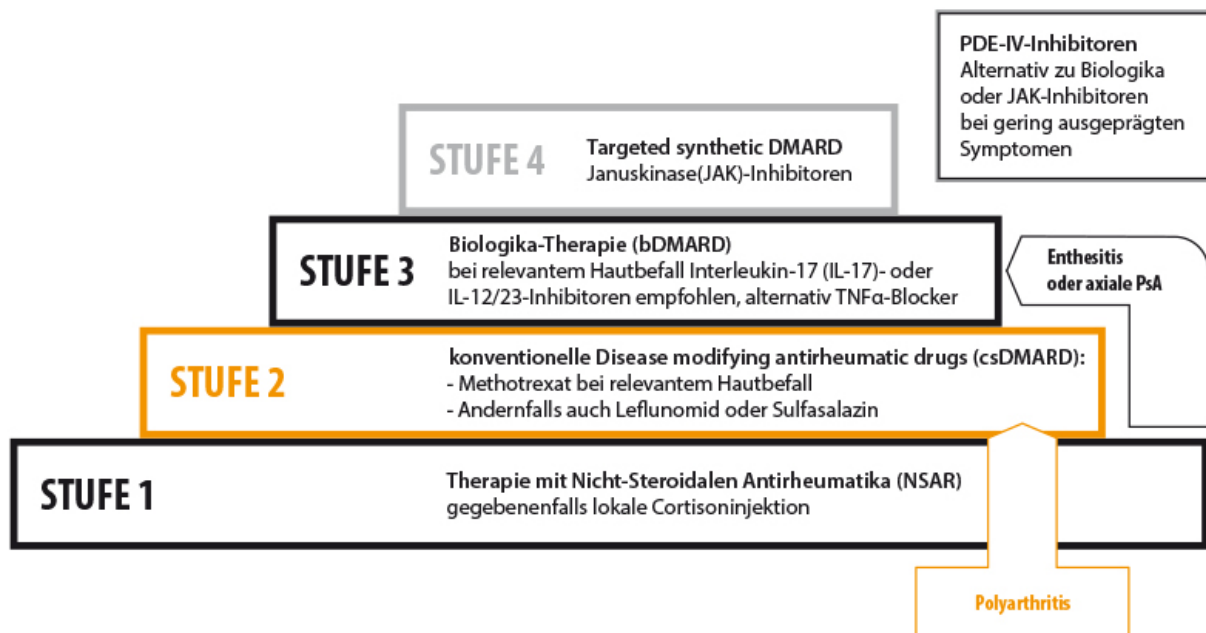 PDE-IV-Inhibitoren
Alternativ zu Biologika
oder JAK-Inhibitoren
bei gering ausgeprägten
Symptomen
STUFE 4
Targeted synthetic DMARD
Januskinase(JAK)-Inhibitoren
STUFE 3
Biologika-Therapie (bDMARD)
bei relevantem Hautbefall Interleukin-17 (IL-17)- oder
IL-12/23-Inhibitoren empfohlen, alternativ TNFα-Blocker
Enthesitis
oder axiale PsA
STUFE 2
konventionelle Disease modifying antirheumatic drugs (csDMARD):
- Methotrexat bei relevantem Hautbefall
- Andernfalls auch Leflunomid oder Sulfasalazin
STUFE 1
Therapie mit Nicht-Steroidalen Antirheumatika (NSAR)
gegebenenfalls lokale Cortisoninjektion
Polyarthritis